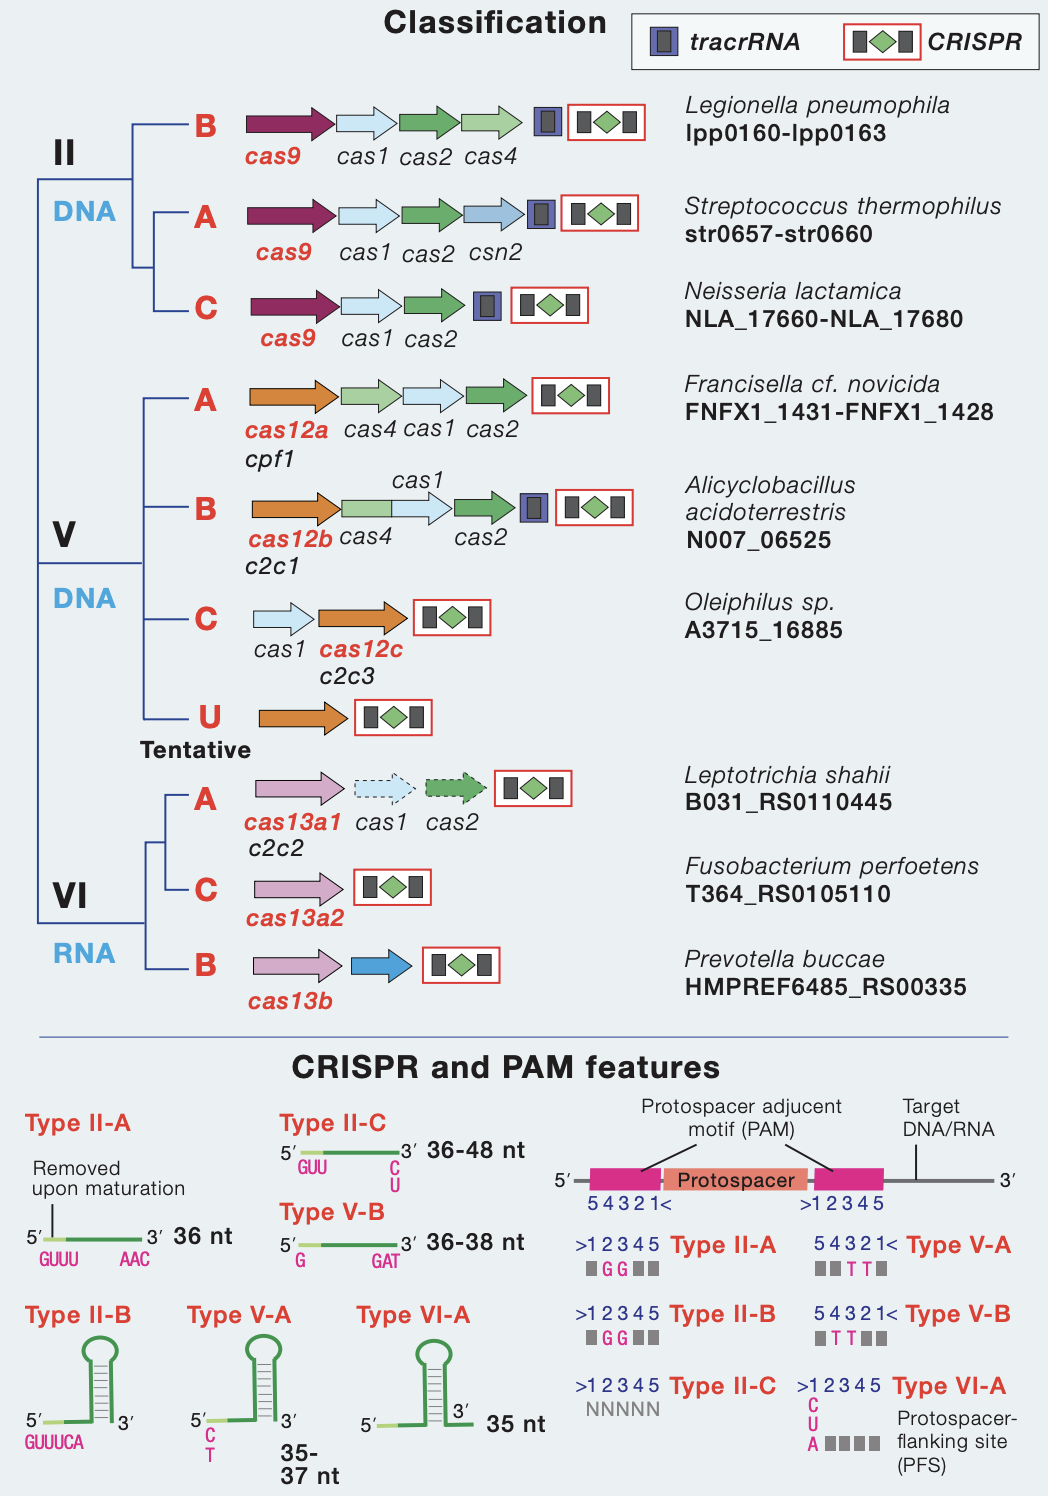 Classification
tracrRNA
CRISPR
II
DNA
B
cas9 cas1 cas2 cas4
Legionella pneumophila
lpp0160-lpp0163
A
cas9 cas1 cas2 csn2
Streptococcus thermophilus
str0657-str0660
C
cas9 cas1 cas2
Neisseria lactamica
NLA_17660-NLA_17680
V
DNA
A
cas12a cas4 cas1 cas2
cpf1
Francisella cf. novicida
FNFX1_1431-FNFX1_1428
B
cas1
cas12b cas4 cas2
c2c1
Alicyclobacillus
acidoterrestris
N007_06525
C
cas1 cas12c
c2c3
Oleiphilus sp.
A3715_16885
U
Tentative
VI
RNA
A
cas13a1 cas1 cas2
c2c2
Leptotrichia shahii
B031_RS0110445
C
cas13a2
Fusobacterium perfoetens
T364_RS0105110
B
cas13b
Prevotella buccae
HMPREF6485_RS00335
CRISPR and PAM features
Type II-A
Removed
upon maturation
5′ 3′ 36 nt
GUUU AAC
Type II-C
5′ 3′ 36-48 nt
GUU C
U
Type V-B
5′ 3′ 36-38 nt
G GAT
Type II-B
5′ 3′
GUUUCA
Type V-A
5′ 3′
C
T
35-
37 nt
Type VI-A
5′ 3′ 35 nt
Protospacer adjucent
motif (PAM)
Target
DNA/RNA
5′ Protospacer 3′
5 4 3 2 1< >1 2 3 4 5
>1 2 3 4 5 Type II-A
G G
5 4 3 2 1< Type V-A
T T
>1 2 3 4 5 Type II-B
G G
5 4 3 2 1< Type V-B
T T
>1 2 3 4 5 Type II-C
NNNNN
>1 2 3 4 5 Type VI-A
C
U
A
Protospacer-
flanking site
(PFS)